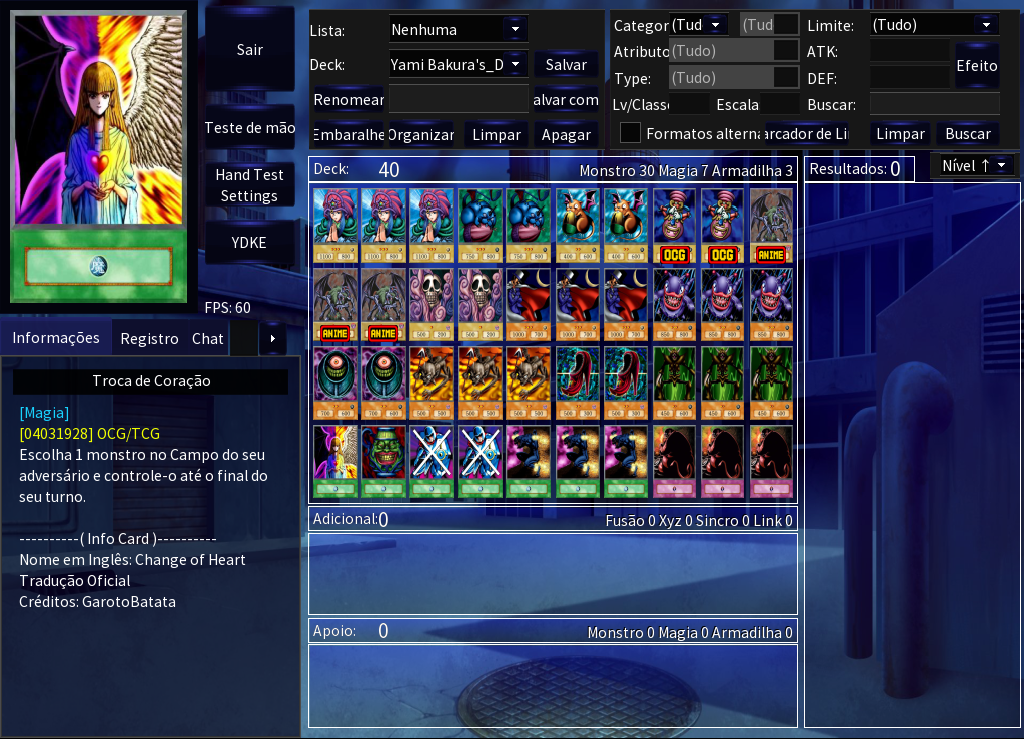 Sair
Teste de mão
Hand Test
Settings
YDKE
FPS: 60
Lista:
Nenhuma
Deck:
Yami Bakura's_D
Salvar
Renomear
alvar com
Embaralhe
Organizar
Limpar
Apagar
Categor
(Tud
(Tud
Limite:
(Tudo)
Atributo
(Tudo)
ATK:
Efeito
Type:
(Tudo)
DEF:
Lv/Classe
Escala
Buscar:
Formatos alterna
arcador de Li
Limpar
Buscar
Deck:
40
Monstro 30 Magia 7 Armadilha 3
Resultados: 0
Nível ↑
OCG
OCG
ANIME
ANIME
ANIME
Adicional:0
Fusão 0 Xyz 0 Sincro 0 Link 0
Apoio:
0
Monstro 0 Magia 0 Armadilha 0
魔
Informações
Registro
Chat
Troca de Coração
[Magia]
[04031928] OCG/TCG
Escolha 1 monstro no Campo do seu
adversário e controle-o até o final do
seu turno.
----------( Info Card )----------
Nome em Inglês: Change of Heart
Tradução Oficial
Créditos: GarotoBatata